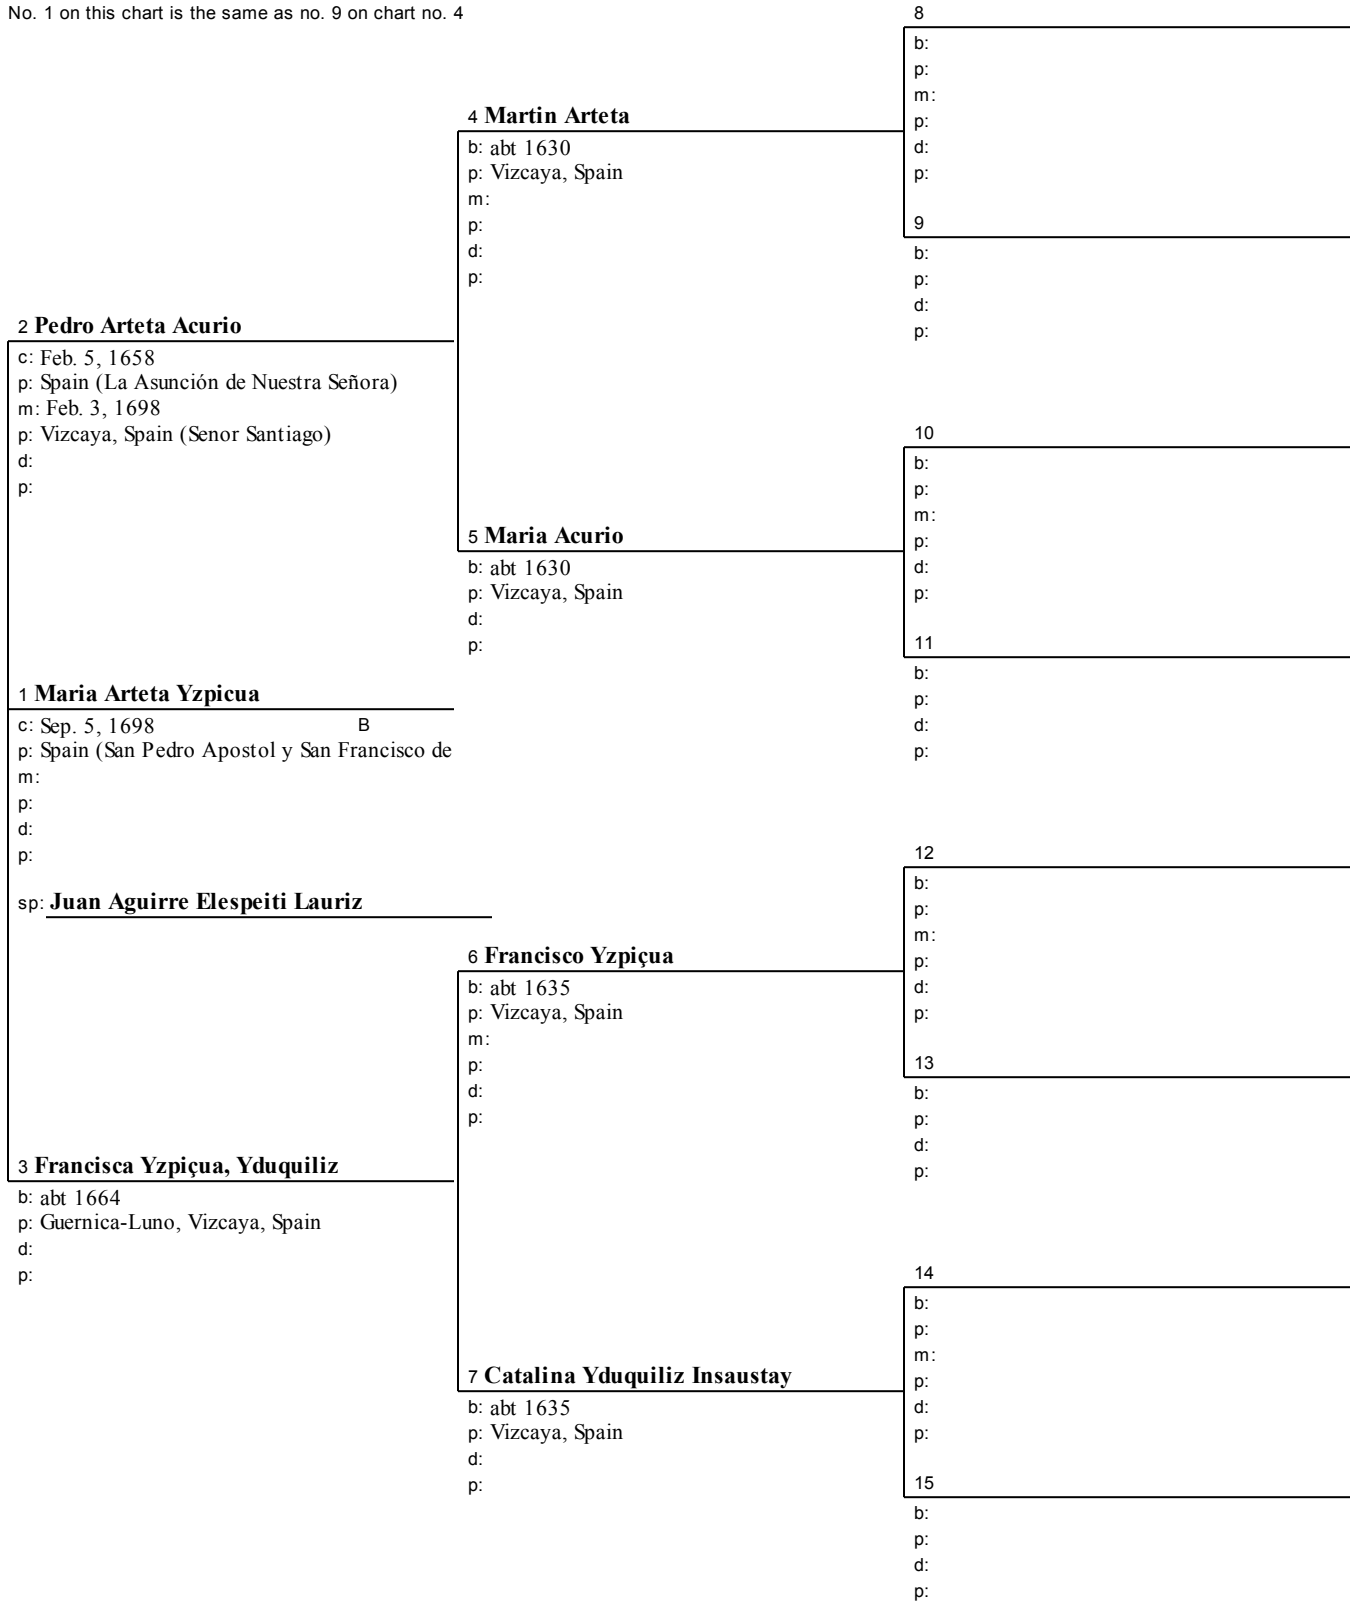 No. 1 on this chart is the same as no. 9 on chart no. 4
8
b:
p:
m:
p:
d:
p:
4 Martin Arteta
b: abt 1630
p: Vizcaya, Spain
m:
p:
d:
p:
9
b:
p:
d:
p:
2 Pedro Arteta Acurio
c: Feb. 5, 1658
p: Spain (La Asunción de Nuestra Señora)
m: Feb. 3, 1698
p: Vizcaya, Spain (Senor Santiago)
d:
p:
10
b:
p:
m:
p:
d:
p:
5 Maria Acurio
b: abt 1630
p: Vizcaya, Spain
d:
p:
11
b:
p:
d:
p:
1 Maria Arteta Yzpicua
c: Sep. 5, 1698 B
p: Spain (San Pedro Apostol y San Francisco de
m:
p:
d:
p:
sp: Juan Aguirre Elespeiti Lauriz
12
b:
p:
m:
p:
d:
p:
6 Francisco Yzpiçua
b: abt 1635
p: Vizcaya, Spain
m:
p:
d:
p:
13
b:
p:
d:
p:
3 Francisca Yzpiçua, Yduquiliz
b: abt 1664
p: Guernica-Luno, Vizcaya, Spain
d:
p:
14
b:
p:
m:
p:
d:
p:
7 Catalina Yduquiliz Insaustay
b: abt 1635
p: Vizcaya, Spain
d:
p:
15
b:
p:
d:
p: